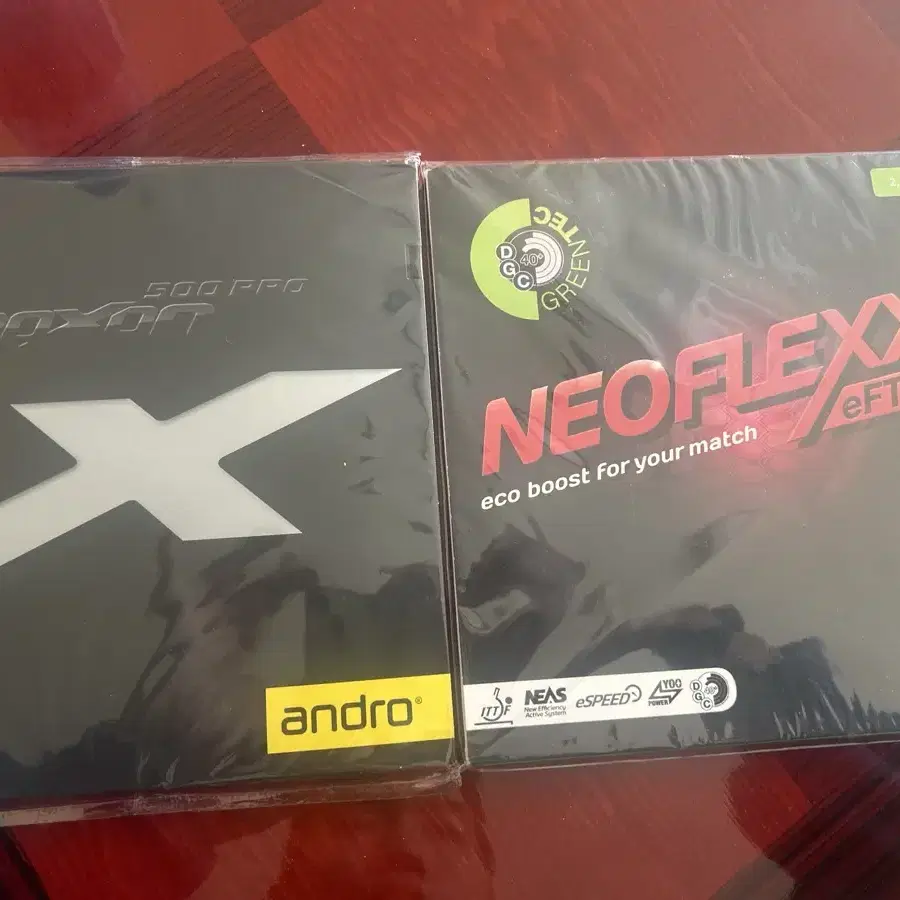 500 PRO
andro®
GREENTEC
DGC
40+
NEOFLEXX
eFT
eco boost for your match
ITTF
NEAS
New Efficiency
Active System
eSPEED
YOO
POWER
DGC
40+